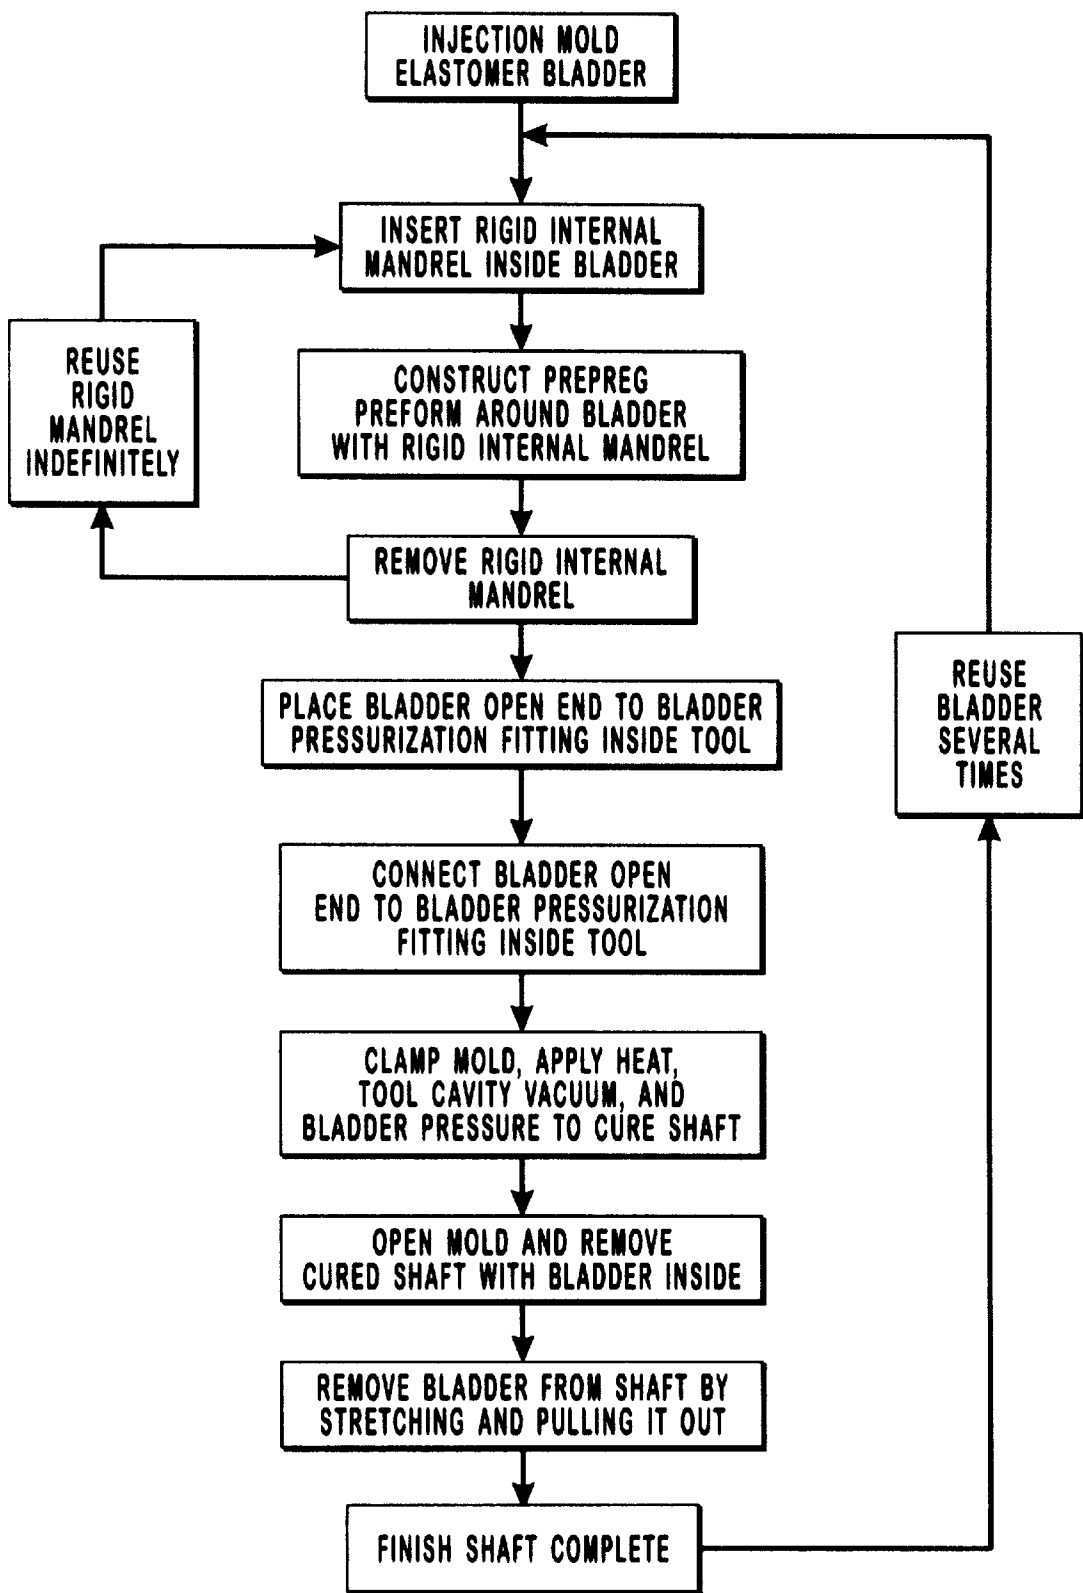 INJECTION MOLD
ELASTOMER BLADDER
INSERT RIGID INTERNAL
MANDREL INSIDE BLADDER
REUSE
RIGID
MANDREL
INDEFINITELY
CONSTRUCT PREPREG
PREFORM AROUND BLADDER
WITH RIGID INTERNAL MANDREL
REMOVE RIGID INTERNAL
MANDREL
PLACE BLADDER OPEN END TO BLADDER
PRESSURIZATION FITTING INSIDE TOOL
REUSE
BLADDER
SEVERAL
TIMES
CONNECT BLADDER OPEN
END TO BLADDER PRESSURIZATION
FITTING INSIDE TOOL
CLAMP MOLD, APPLY HEAT,
TOOL CAVITY VACUUM, AND
BLADDER PRESSURE TO CURE SHAFT
OPEN MOLD AND REMOVE
CURED SHAFT WITH BLADDER INSIDE
REMOVE BLADDER FROM SHAFT BY
STRETCHING AND PULLING IT OUT
FINISH SHAFT COMPLETE